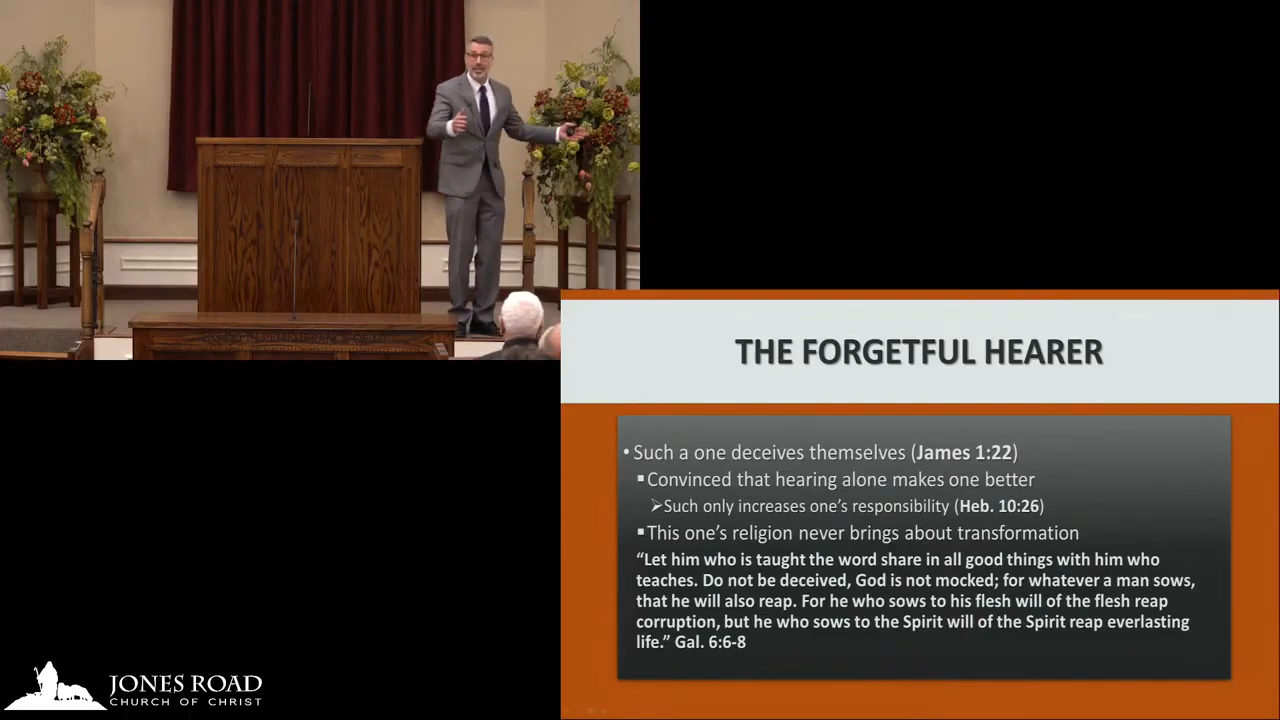 THE FORGETFUL HEARER
• Such a one deceives themselves (James 1:22)
▪ Convinced that hearing alone makes one better
➢ Such only increases one’s responsibility (Heb. 10:26)
▪ This one’s religion never brings about transformation
“Let him who is taught the word share in all good things with him who
teaches. Do not be deceived, God is not mocked; for whatever a man sows,
that he will also reap. For he who sows to his flesh will of the flesh reap
corruption, but he who sows to the Spirit will of the Spirit reap everlasting
life.” Gal. 6:6-8
JONES ROAD
CHURCH OF CHRIST